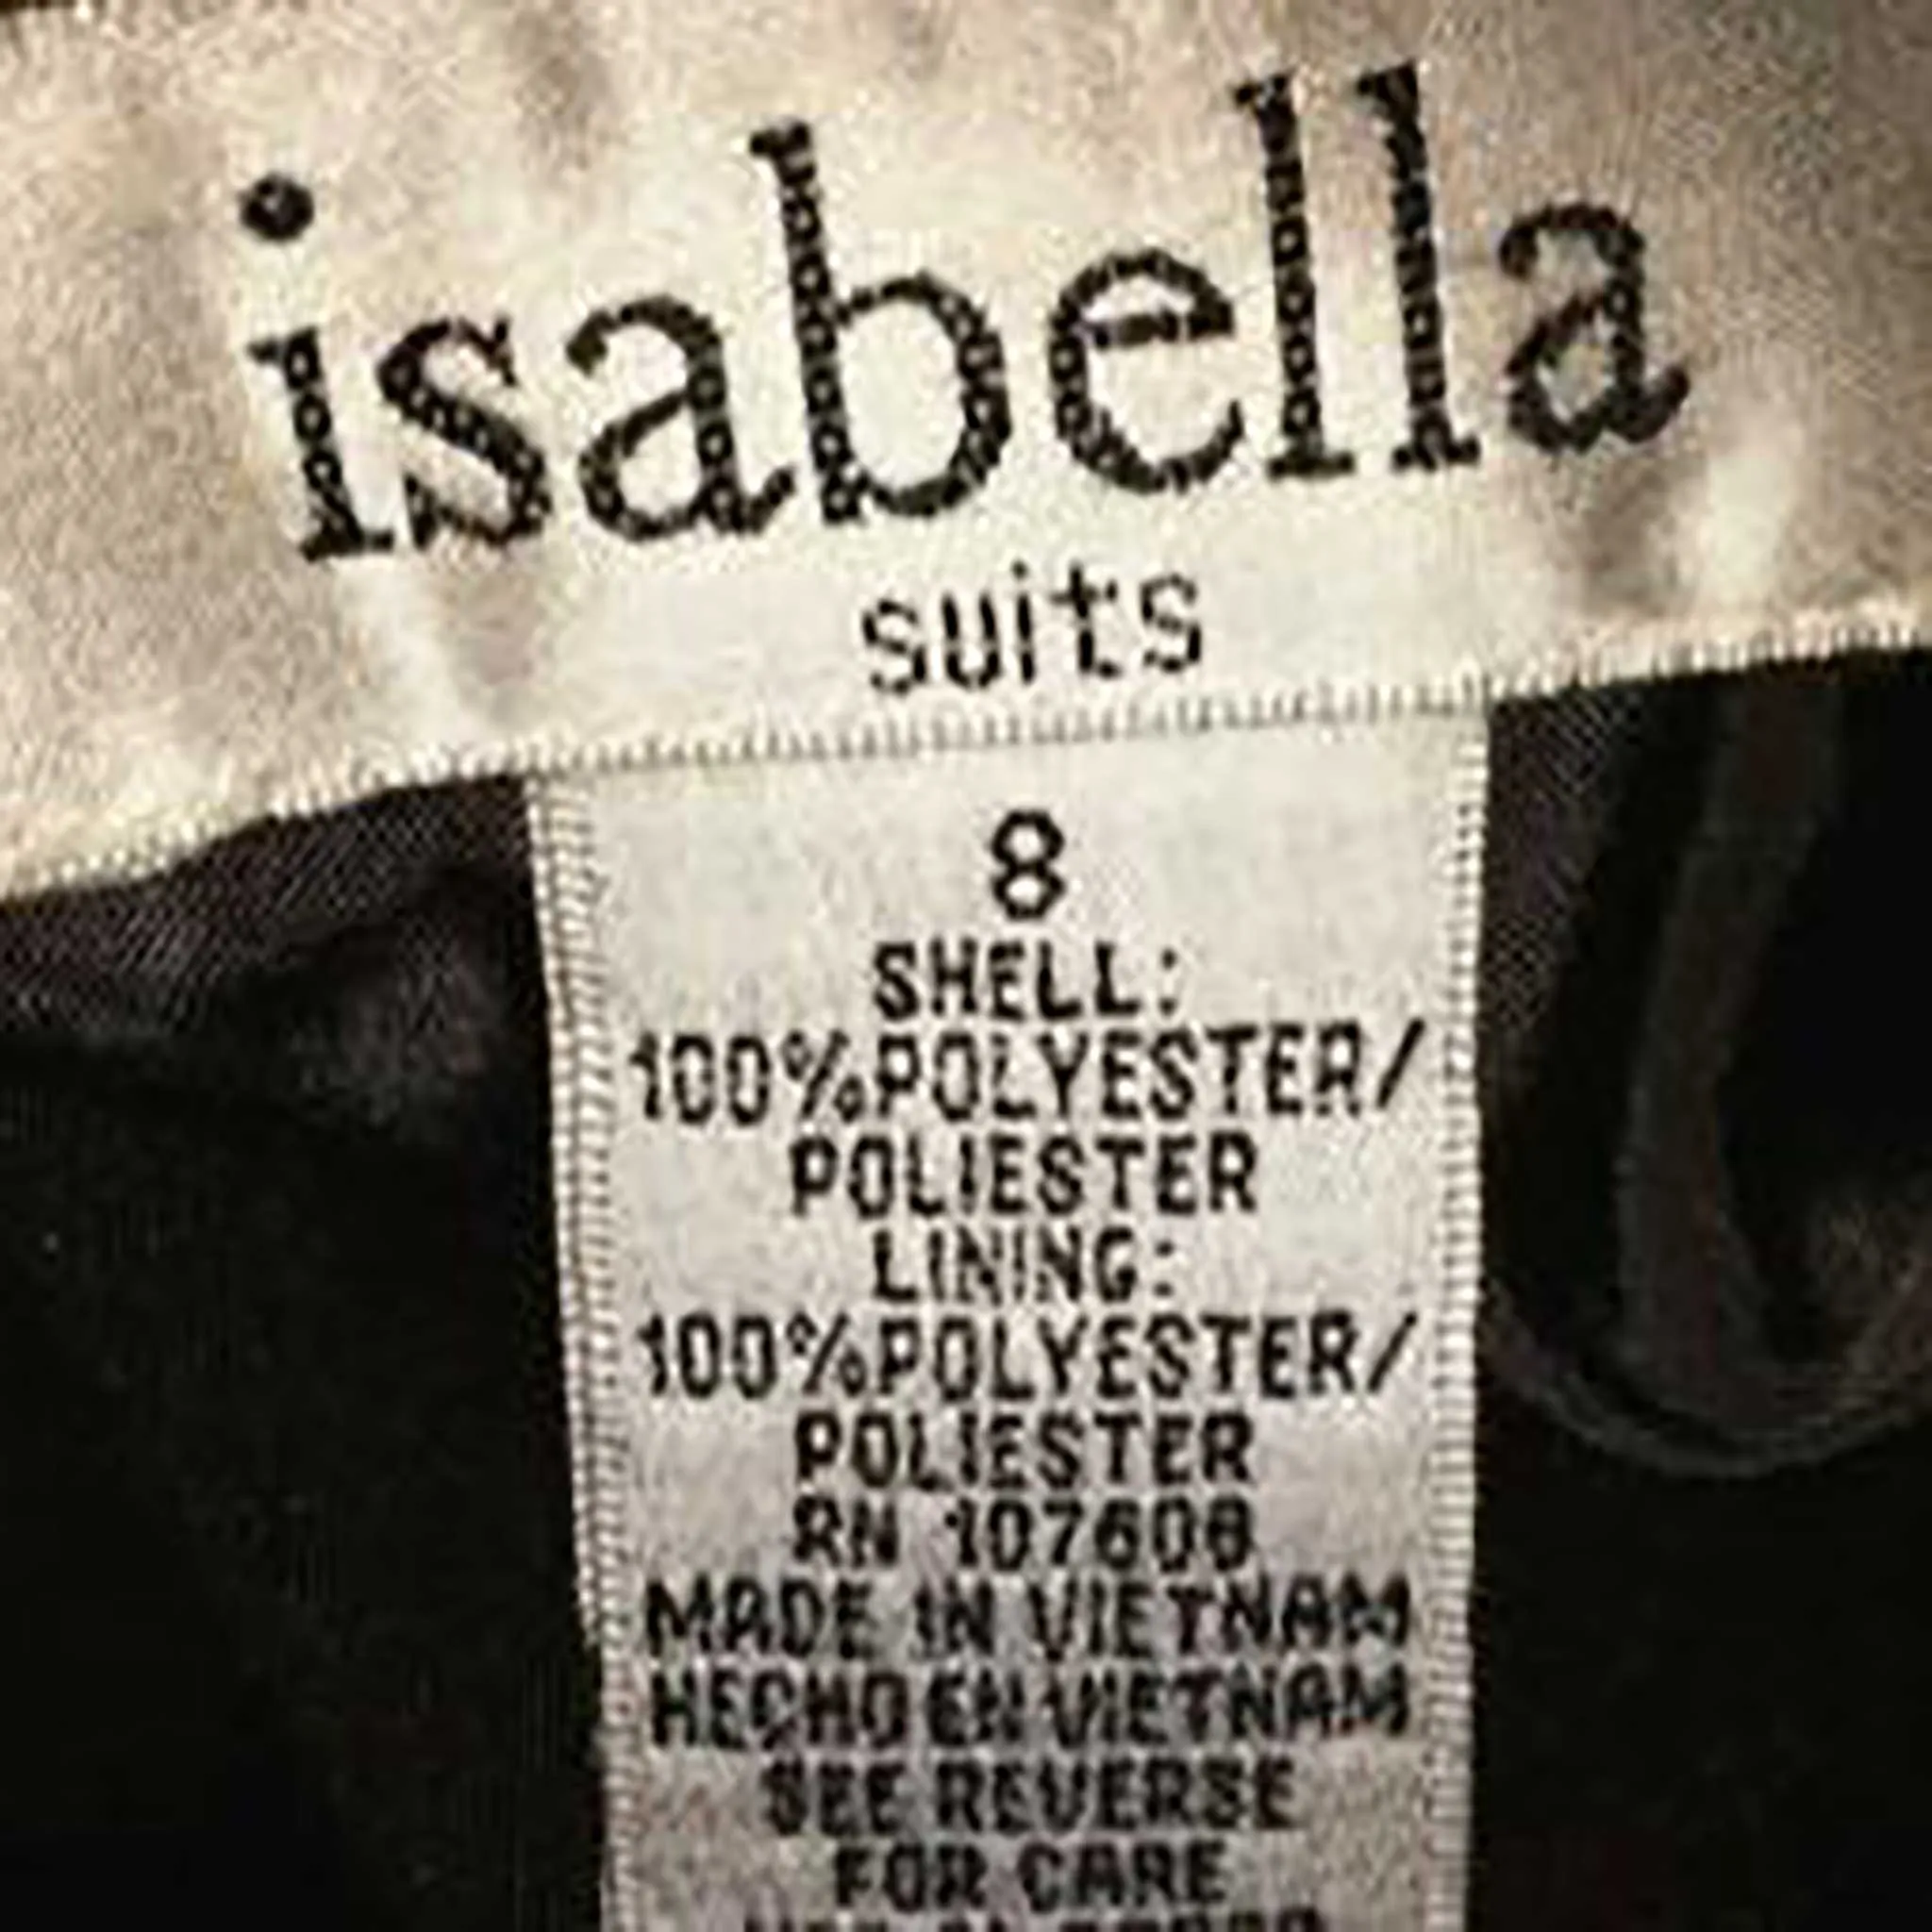 isabella
suits
8
SHELL:
100%POLYESTER/
POLIESTER
LINING:
100%POLYESTER/
POLIESTER
RN 107608
MADE IN VIETNAM
HECHO EN VIETNAM
SEE REVERSE
FOR CARE